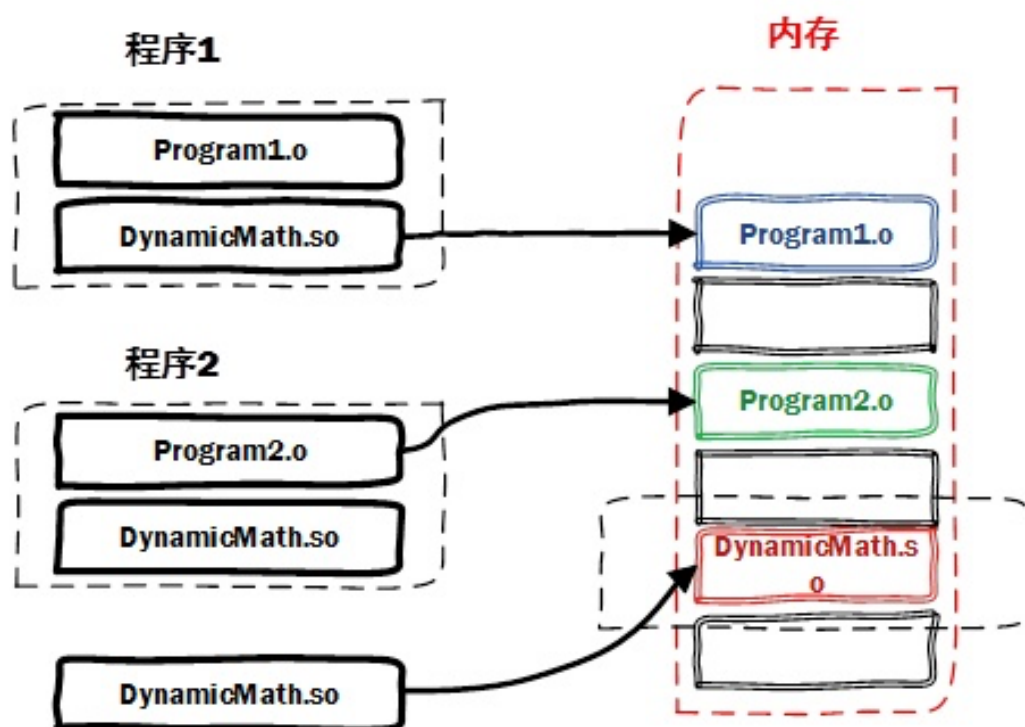 程序1
Program1.o
DynamicMath.so
程序2
Program2.o
DynamicMath.so
DynamicMath.so
内存
Program1.o
Program2.o
DynamicMath.s
o